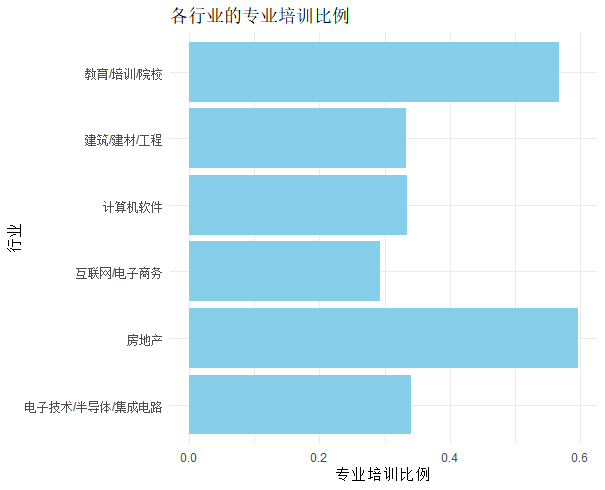 各行业的专业培训比例
教育/培训/院校
建筑/建材/工程
计算机软件
互联网/电子商务
房地产
电子技术/半导体/集成电路
行业
0.0 0.2 0.4 0.6
专业培训比例